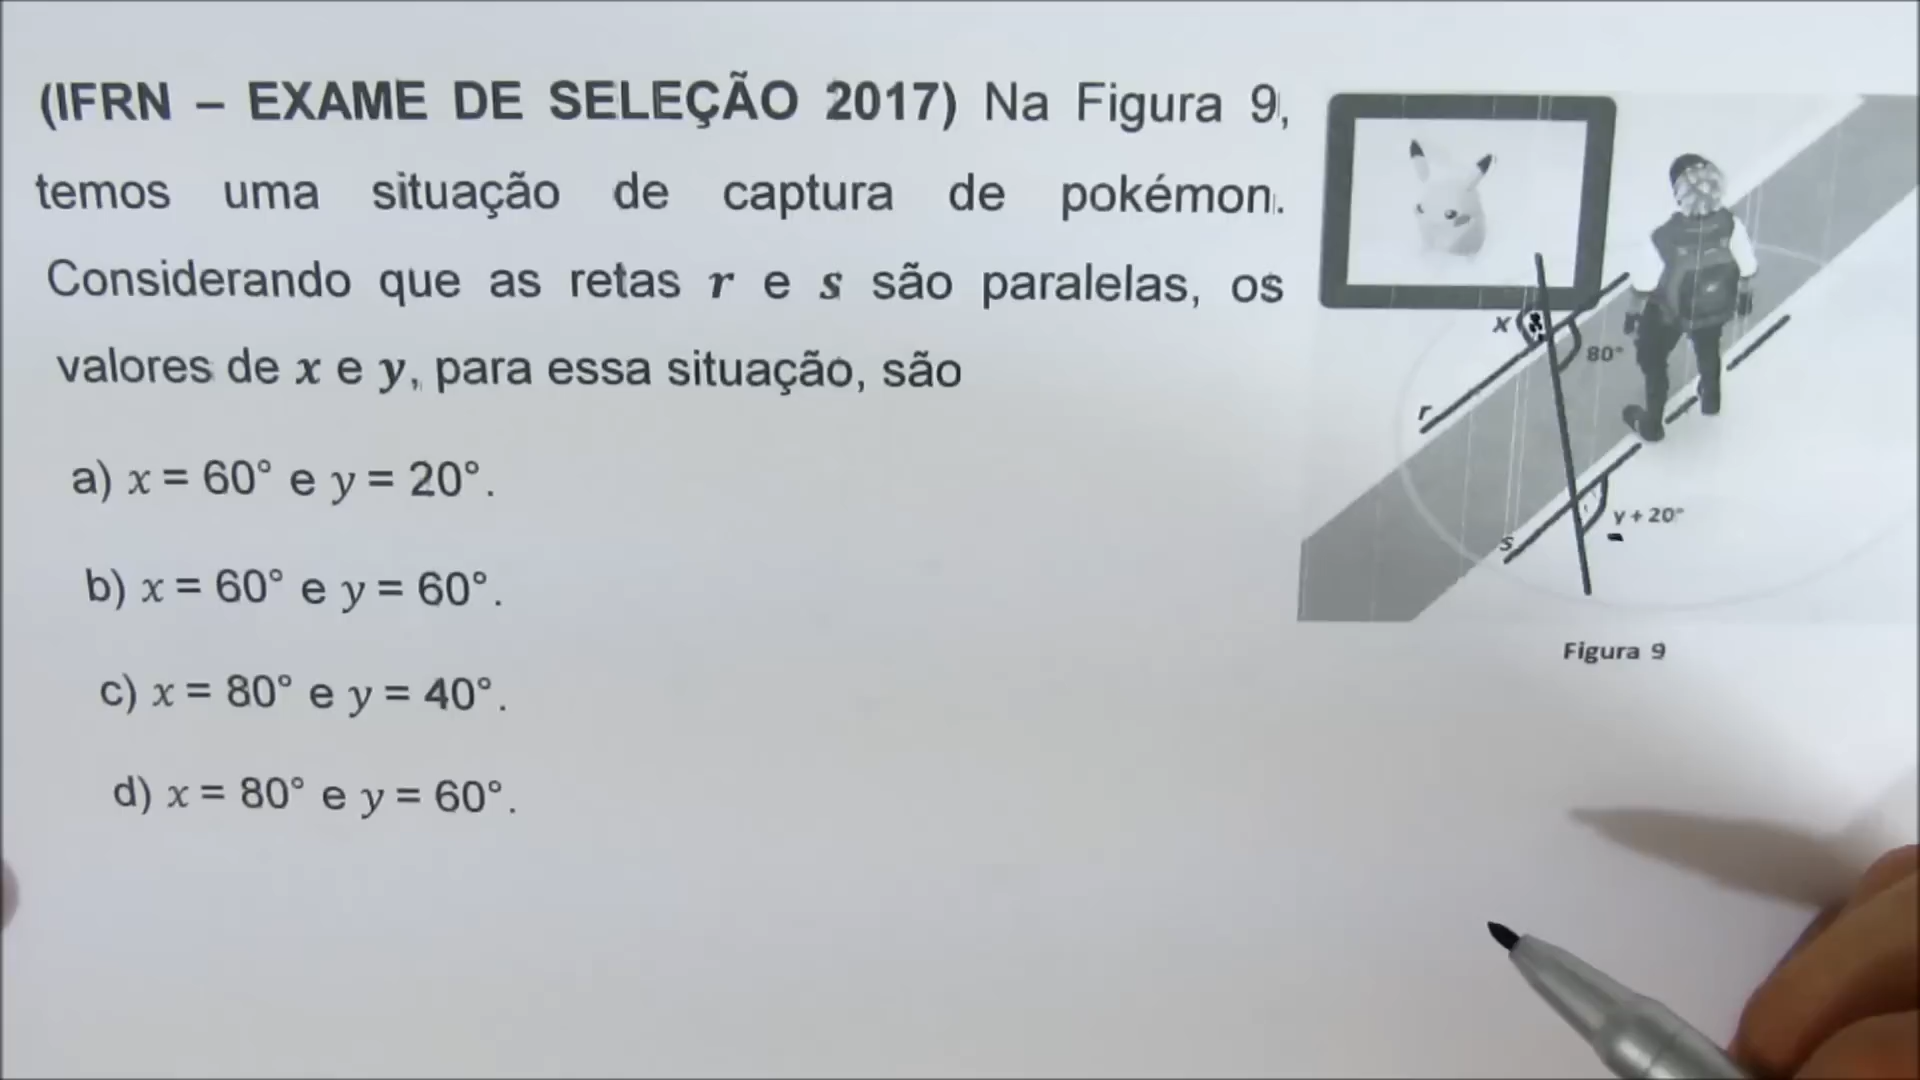 (IFRN – EXAME DE SELEÇÃO 2017) Na Figura 9,
temos uma situação de captura de pokémon.
Considerando que as retas r e s são paralelas, os
valores de x e y, para essa situação, são
a) x = 60° e y = 20°.
b) x = 60° e y = 60°.
c) x = 80° e y = 40°.
d) x = 80° e y = 60°.
x
80°
r
y + 20°
s
Figura 9